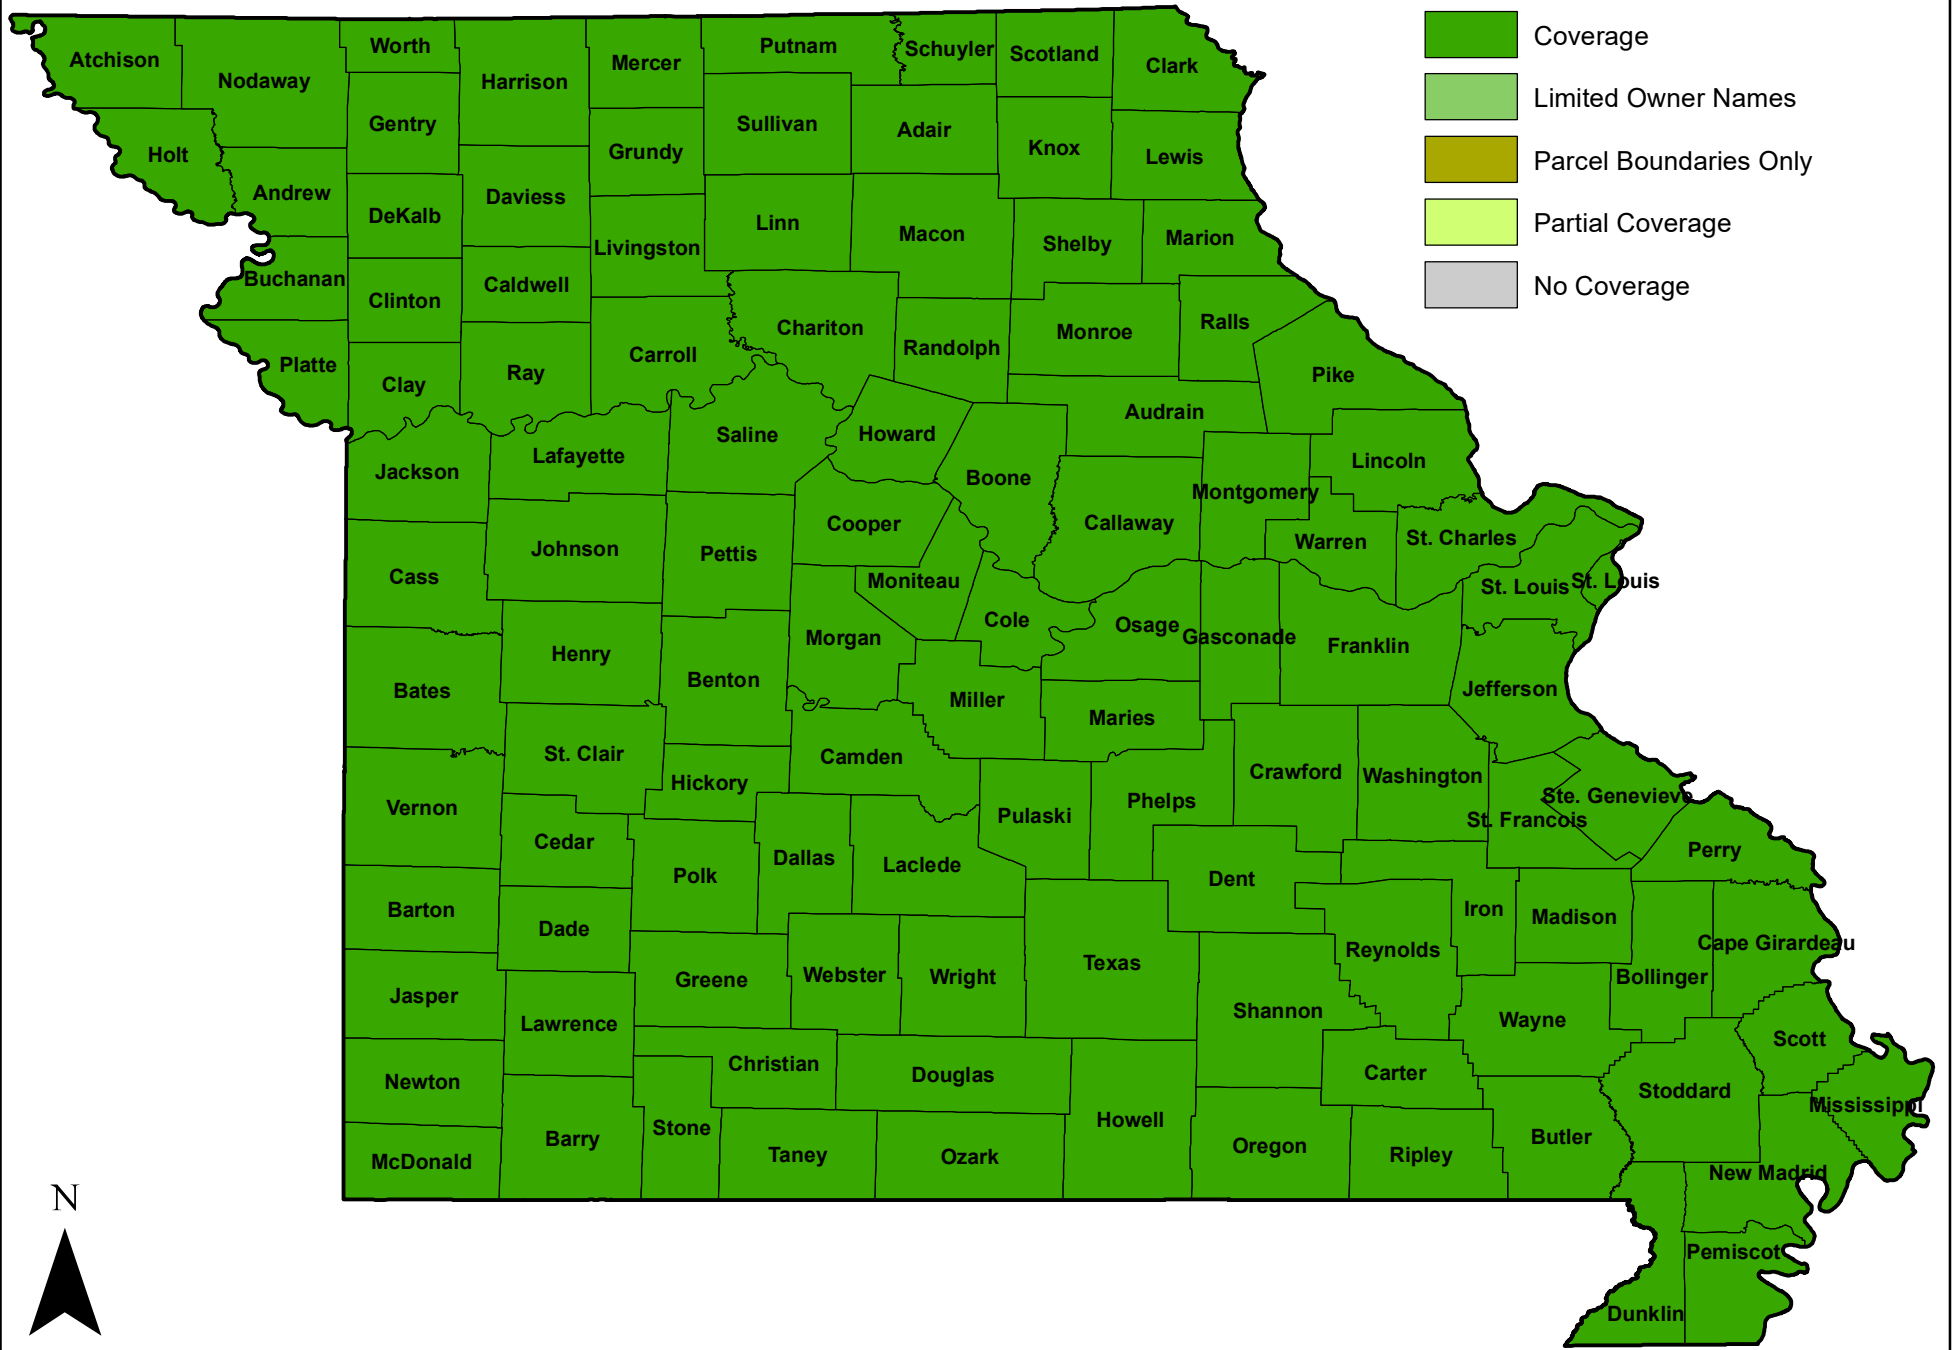 Coverage
Limited Owner Names
Parcel Boundaries Only
Partial Coverage
No Coverage
Atchison
Nodaway
Worth
Harrison
Mercer
Putnam
Schuyler
Scotland
Clark
Holt
Gentry
Grundy
Sullivan
Adair
Knox
Lewis
Andrew
DeKalb
Daviess
Livingston
Linn
Macon
Shelby
Marion
Buchanan
Clinton
Caldwell
Chariton
Randolph
Monroe
Ralls
Pike
Platte
Clay
Ray
Carroll
Audrain
Jackson
Lafayette
Saline
Howard
Boone
Lincoln
Montgomery
Cooper
Callaway
Warren
St. Charles
Cass
Johnson
Pettis
Moniteau
St. Louis
St. Louis
Cole
Osage
Gasconade
Franklin
Bates
Henry
Benton
Morgan
Miller
Maries
Jefferson
St. Clair
Hickory
Camden
Crawford
Washington
Vernon
Cedar
Pulaski
Phelps
Ste. Genevieve
St. Francois
Polk
Dallas
Laclede
Dent
Perry
Barton
Dade
Iron
Madison
Reynolds
Cape Girardeau
Jasper
Greene
Webster
Wright
Texas
Bollinger
Lawrence
Shannon
Wayne
Scott
Newton
Christian
Douglas
Carter
Stoddard
Mississippi
McDonald
Barry
Stone
Taney
Ozark
Howell
Oregon
Ripley
Butler
New Madrid
Pemiscot
Dunklin
N